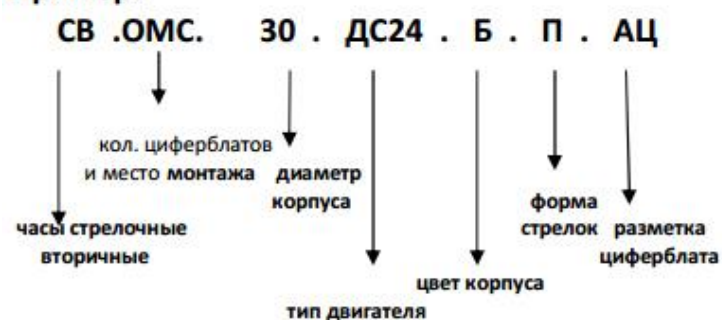 СВ .ОМС. 30 . ДС24 . Б . П . АЦ
кол. циферблатов
и место монтажа
диаметр
корпуса
форма
стрелок
часы стрелочные
вторичные
разметка
циферблата
цвет корпуса
тип двигателя